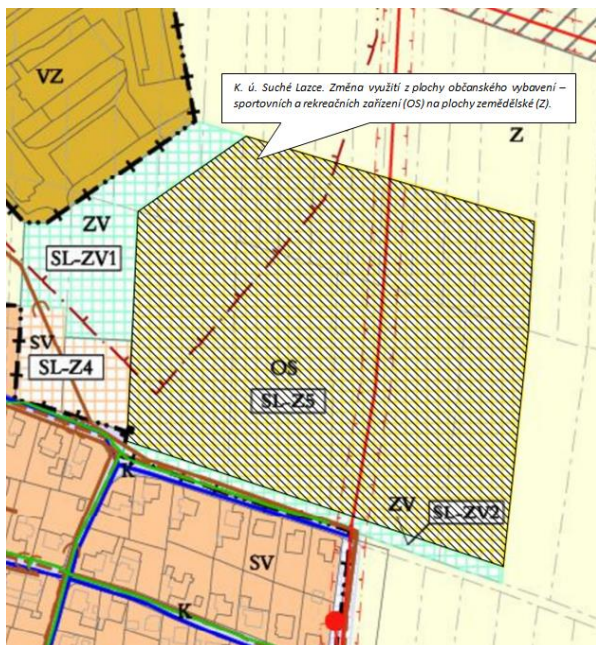 VZ
K. ú. Suché Lazce. Změna využití z plochy občanského vybavení –
sportovních a rekreačních zařízení (OS) na plochy zemědělské (Z).
Z
ZV
SL-ZV1
SV
SL-Z4
OS
SL-Z5
ZV
SL-ZV2
K
SV
K